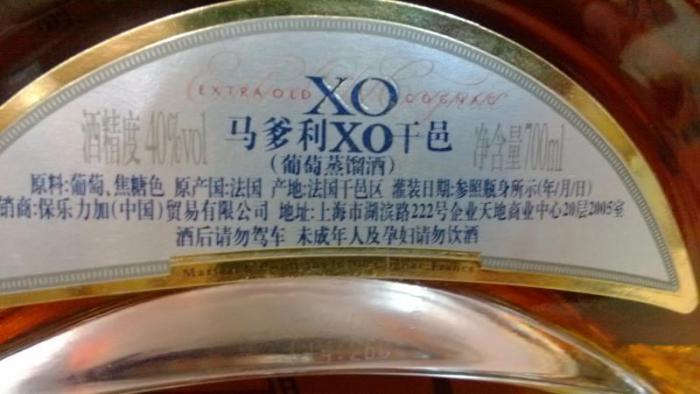 EXTRA OLD XO COGNAC
酒精度 40%vol 马爹利XO干邑 净含量700ml
(葡萄蒸馏酒)
原料:葡萄、焦糖色 原产国:法国 产地:法国干邑区 灌装日期:参照瓶身所示(年/月/日)
销商:保乐力加(中国)贸易有限公司 地址:上海市湖滨路222号企业天地商业中心20层2005室
酒后请勿驾车 未成年人及孕妇请勿饮酒